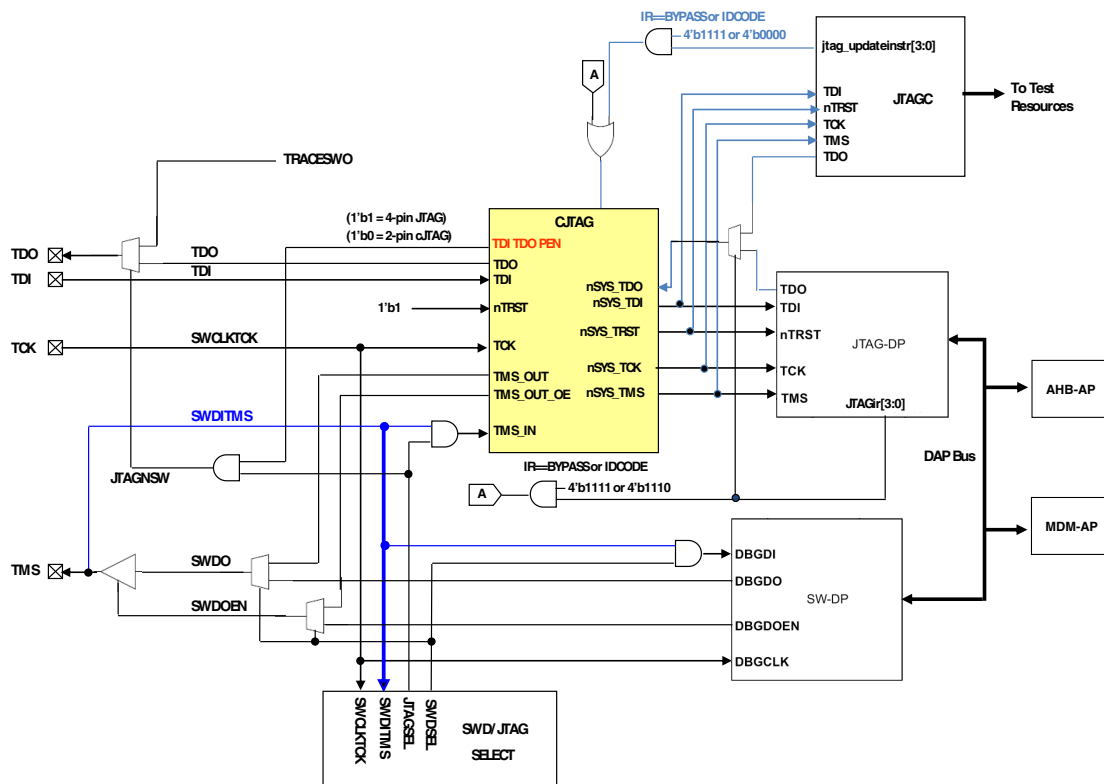 IR==BYPASS or IDCODE
4'b1111 or 4'b0000
jtag_updateinstr[3:0]
A
JTAGC
TDI
nTRST
TCK
TMS
TDO
To Test
Resources
TRACESWO
(1'b1 = 4-pin JTAG)
(1'b0 = 2-pin cJTAG)
CJTAG
TDI TDO PEN
TDO
TDI
nTRST
TCK
TMS_OUT
TMS_OUT_OE
TMS_IN
nSYS_TDO
nSYS_TDI
nSYS_TRST
nSYS_TCK
nSYS_TMS
TDO
TDO
TDI
TDI
1'b1
TCK
SWCLKTCK
SWDITMS
JTAGNSW
TDO
TDI
nTRST
JTAG-DP
TCK
TMS
JTAGir[3:0]
AHB-AP
DAP Bus
MDM-AP
IR==BYPASS or IDCODE
A
4'b1111 or 4'b1110
TMS
SWDO
SWDOEN
DBGDI
DBGDO
SW-DP
DBGDOEN
DBGCLK
SWCLKTCK
SWDITMS
JTAGSEL
SWDSEL
SWD/JTAG
SELECT